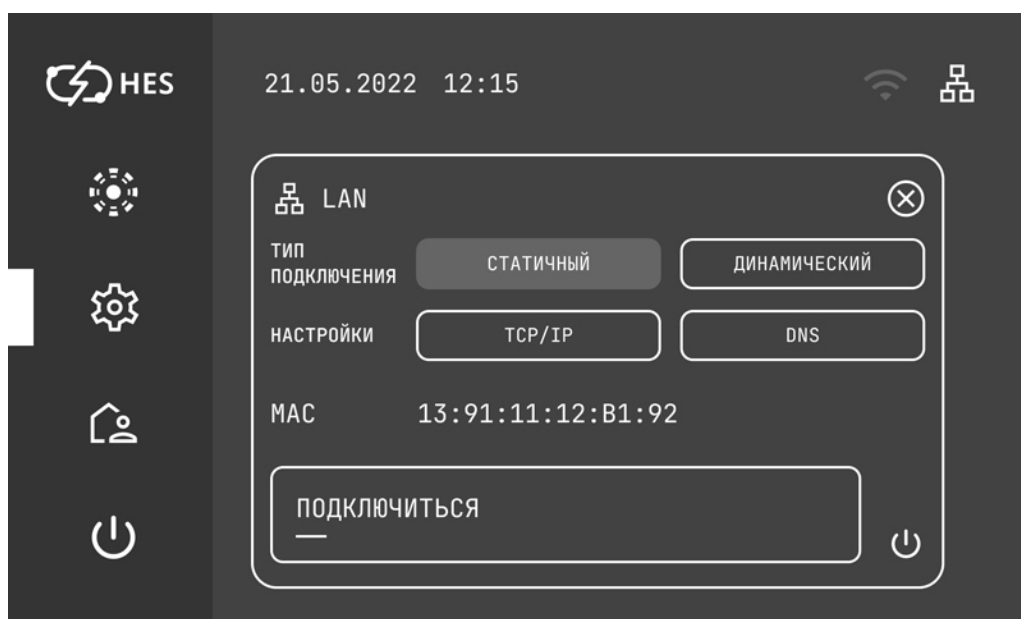 HES
21.05.2022 12:15
LAN
ТИП
ПОДКЛЮЧЕНИЯ
СТАТИЧНЫЙ
ДИНАМИЧЕСКИЙ
НАСТРОЙКИ
TCP/IP
DNS
MAC
13:91:11:12:B1:92
ПОДКЛЮЧИТЬСЯ